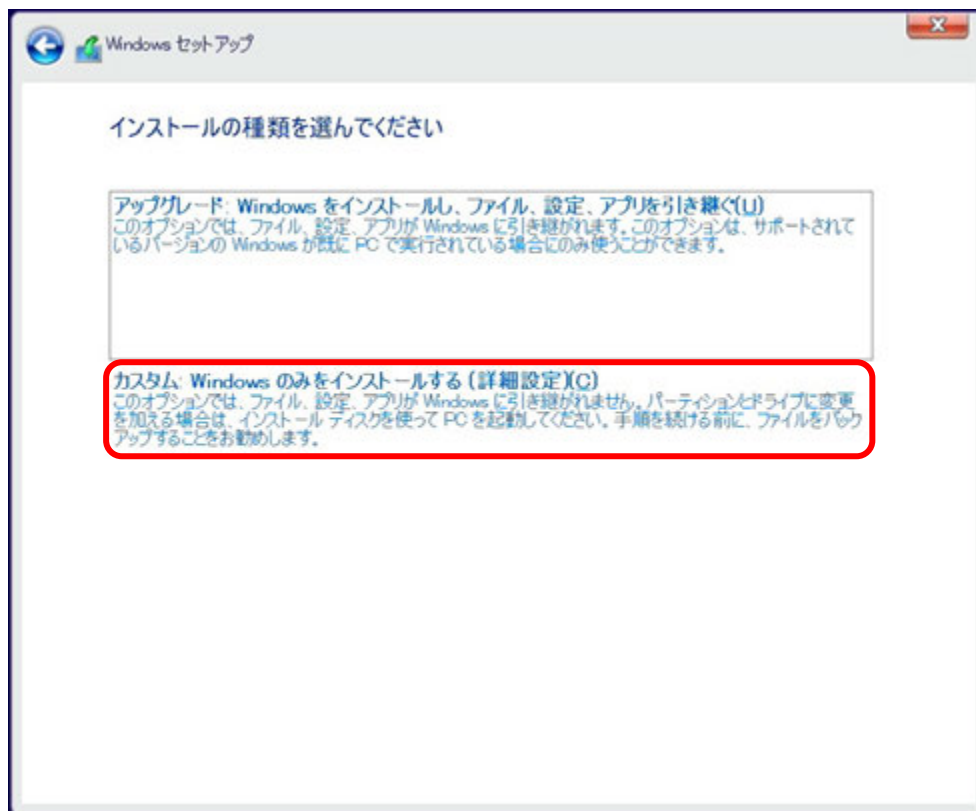 Windows セットアップ
インストールの種類を選んでください
アップグレード: Windows をインストールし、ファイル、設定、アプリを引き継ぐ(U)
このオプションでは、ファイル、設定、アプリが Windows に引き継がれます。このオプションは、サポートされて
いるバージョンの Windows が既に PC で実行されている場合にのみ使うことができます。
カスタム: Windows のみをインストールする (詳細設定)(C)
このオプションでは、ファイル、設定、アプリが Windows に引き継がれません。パーティションとドライブに変更
を加える場合は、インストール ディスクを使って PC を起動してください。手順を続ける前に、ファイルをバック
アップすることをお勧めします。